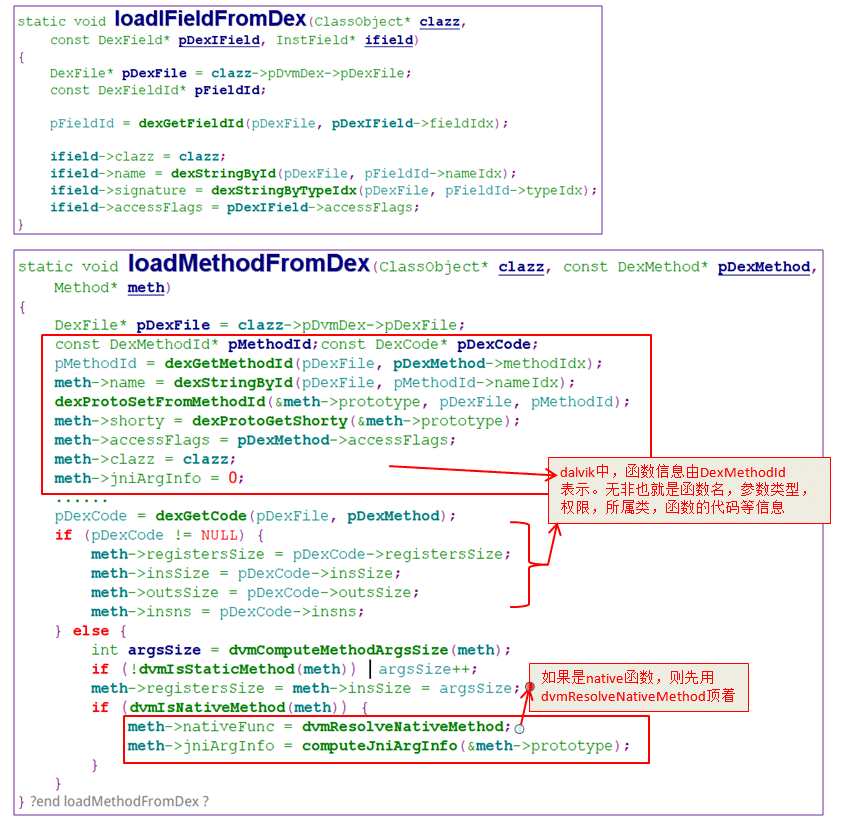 static void loadIFieldFromDex(ClassObject* clazz,
    const DexField* pDexIField, InstField* ifield)
{
    DexFile* pDexFile = clazz->pDvmDex->pDexFile;
    const DexFieldId* pFieldId;
    pFieldId = dexGetFieldId(pDexFile, pDexIField->fieldIdx);
    ifield->clazz = clazz;
    ifield->name = dexStringById(pDexFile, pFieldId->nameIdx);
    ifield->signature = dexStringByTypeIdx(pDexFile, pFieldId->typeIdx);
    ifield->accessFlags = pDexIField->accessFlags;
}
static void loadMethodFromDex(ClassObject* clazz, const DexMethod* pDexMethod,
    Method* meth)
{
    DexFile* pDexFile = clazz->pDvmDex->pDexFile;
    const DexMethodId* pMethodId;const DexCode* pDexCode;
    pMethodId = dexGetMethodId(pDexFile, pDexMethod->methodIdx);
    meth->name = dexStringById(pDexFile, pMethodId->nameIdx);
    dexProtoSetFromMethodId(&meth->prototype, pDexFile, pMethodId);
    meth->shorty = dexProtoGetShorty(&meth->prototype);
    meth->accessFlags = pDexMethod->accessFlags;
    meth->clazz = clazz;
    meth->jniArgInfo = 0;
    ......
dalvik中，函数信息由DexMethodId
表示。无非也就是函数名，参数类型，
权限，所属类，函数的代码等信息
    pDexCode = dexGetCode(pDexFile, pDexMethod);
    if (pDexCode != NULL) {
        meth->registersSize = pDexCode->registersSize;
        meth->insSize = pDexCode->insSize;
        meth->outsSize = pDexCode->outsSize;
        meth->insns = pDexCode->insns;
    } else {
        int argsSize = dvmComputeMethodArgsSize(meth);
        if (!dvmIsStaticMethod(meth))  argsSize++;
        meth->registersSize = meth->insSize = argsSize;
如果是native函数，则先用
dvmResolveNativeMethod顶着
        if (dvmIsNativeMethod(meth)) {
            meth->nativeFunc = dvmResolveNativeMethod;
            meth->jniArgInfo = computeJniArgInfo(&meth->prototype);
        }
    }
} ?end loadMethodFromDex ?